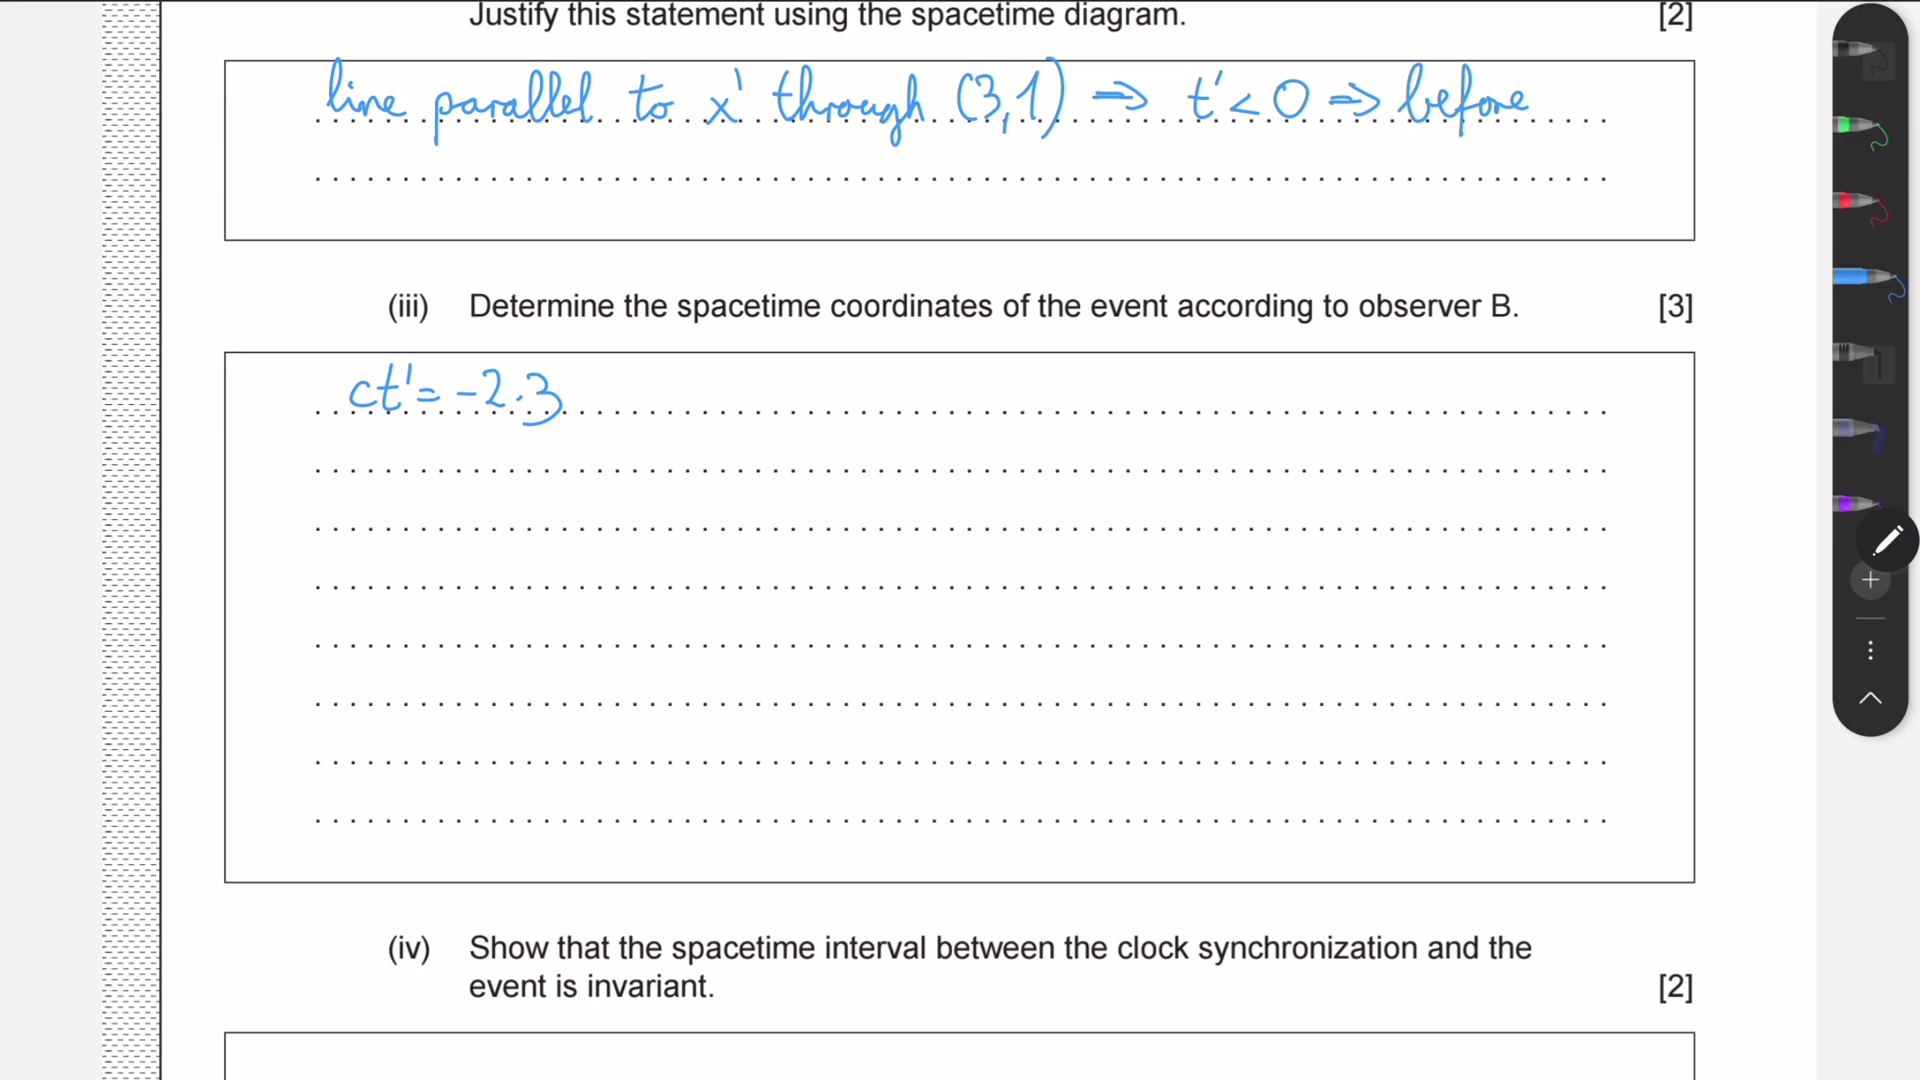 Justify this statement using the spacetime diagram. [2]
line parallel to x' through (3,1) ⇒ t' < 0 ⇒ before
(iii) Determine the spacetime coordinates of the event according to observer B. [3]
ct' = -2.3
(iv) Show that the spacetime interval between the clock synchronization and the
event is invariant. [2]